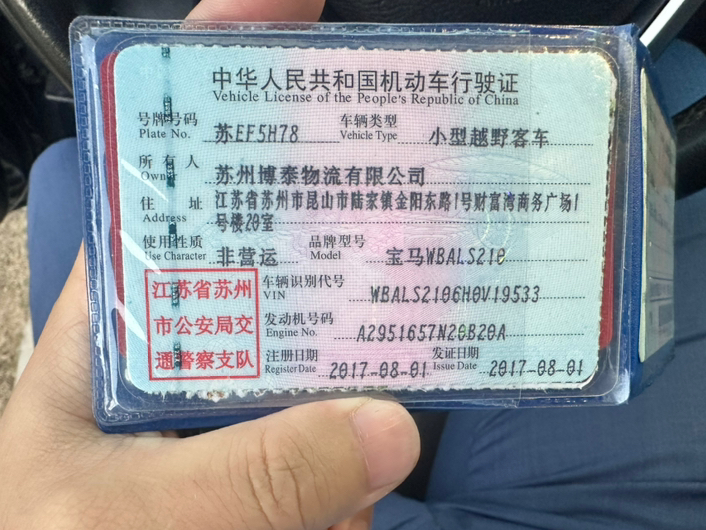 中华人民共和国机动车行驶证
Vehicle License of the People's Republic of China
号牌号码 苏EF5H78 车辆类型 小型越野客车
Plate No. Vehicle Type
所有人 苏州博泰物流有限公司
Owner
住址 江苏省苏州市昆山市陆家镇金阳东路1号财富湾商务广场1
Address 号楼20室
使用性质 非营运 品牌型号 宝马WBALS210
Use Character Model
江苏省苏州
市公安局交
通警察支队
车辆识别代号 WBALS2106H0V19533
VIN
发动机号码 A2951657N20B20A
Engine No.
注册日期 2017-08-01 发证日期 2017-08-01
Register Date Issue Date